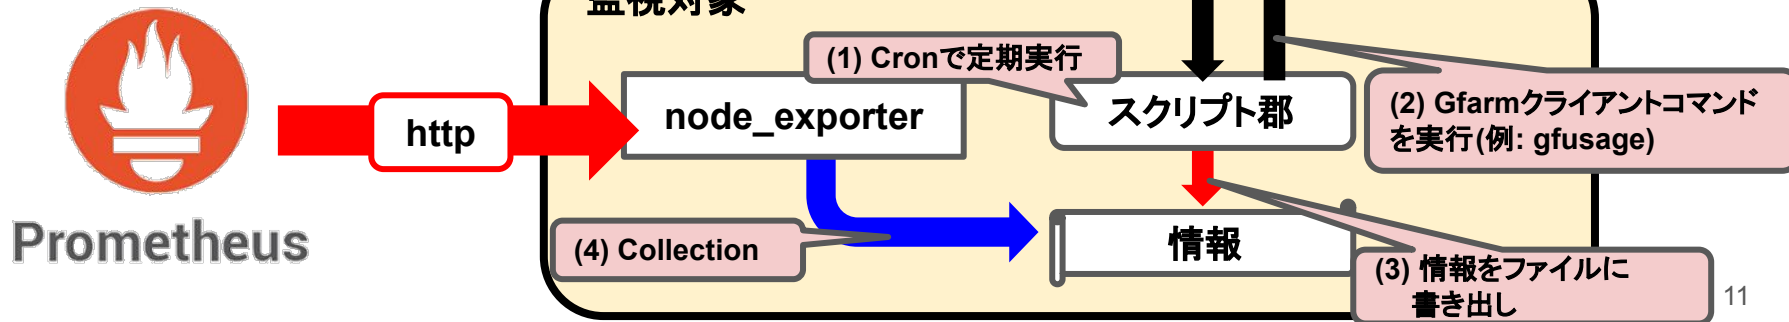 監視対象
(1) Cronで定期実行
node_exporter
スクリプト郡
(2) Gfarmクライアントコマンド
を実行(例: gfusage)
http
Prometheus
(4) Collection
情報
(3) 情報をファイルに
書き出し
11